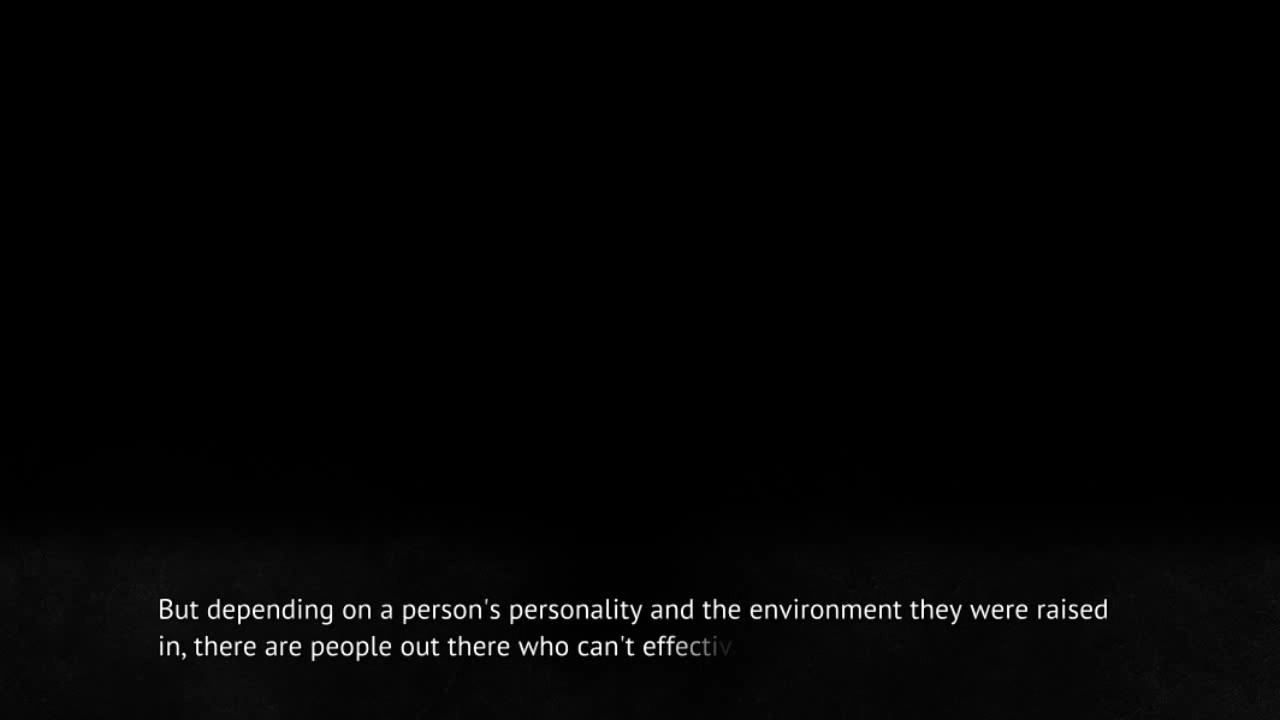 But depending on a person's personality and the environment they were raised
in, there are people out there who can't effectiv